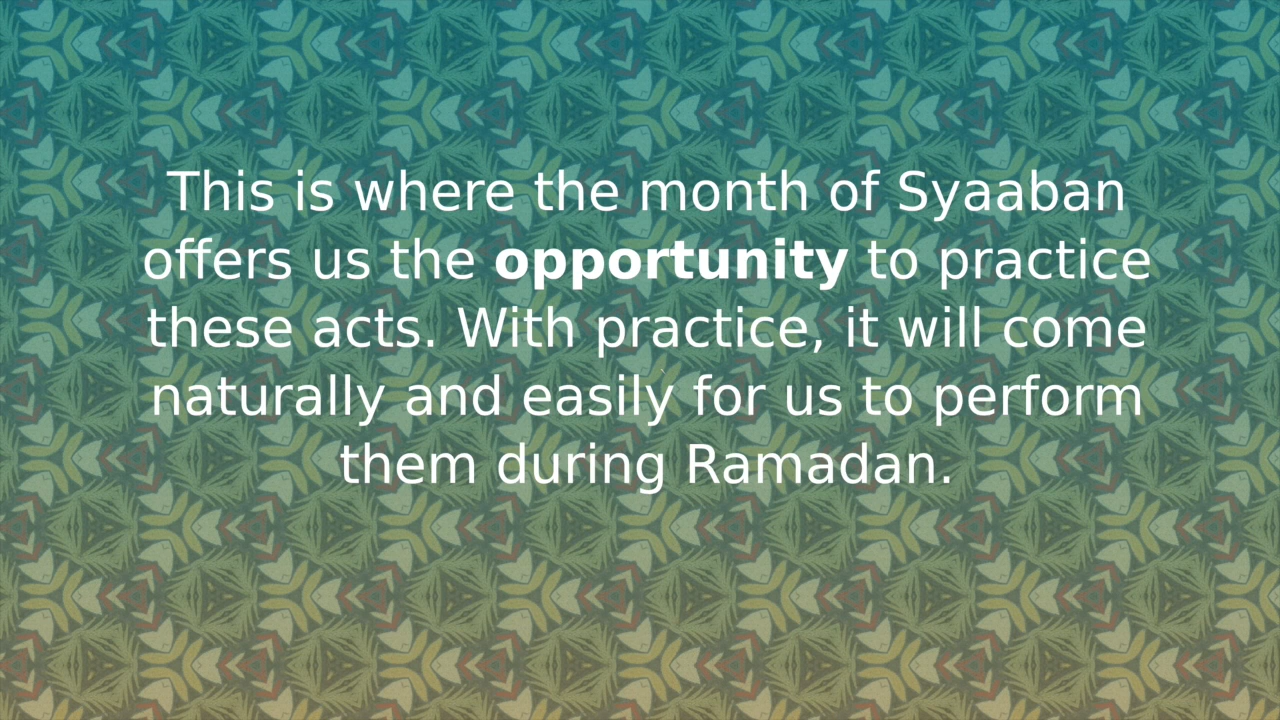 This is where the month of Syaaban
offers us the opportunity to practice
these acts. With practice, it will come
naturally and easily for us to perform
them during Ramadan.